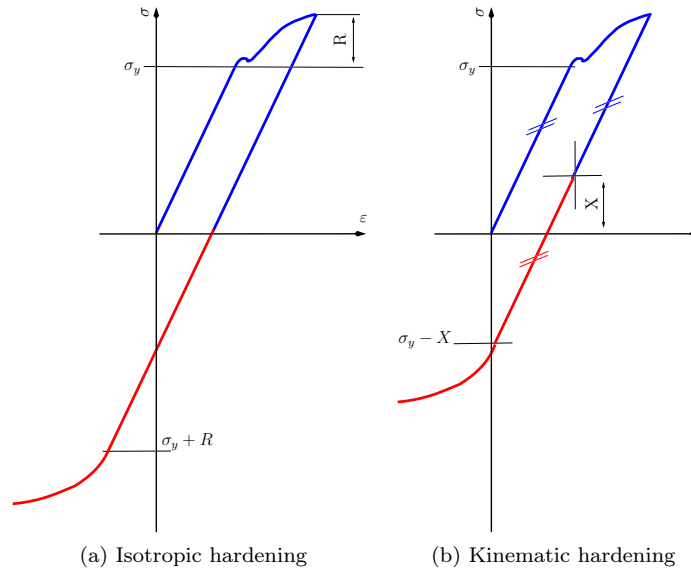 σ
R
σ_y
ε
σ_y + R
(a) Isotropic hardening
σ
σ_y
X
σ_y − X
(b) Kinematic hardening